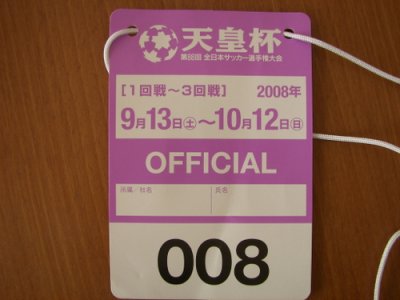 天皇杯
第88回 全日本サッカー選手権大会
[1回戦～3回戦] 2008年
9月13日㊏～10月12日㊐
OFFICIAL
所属／社名 氏名
008